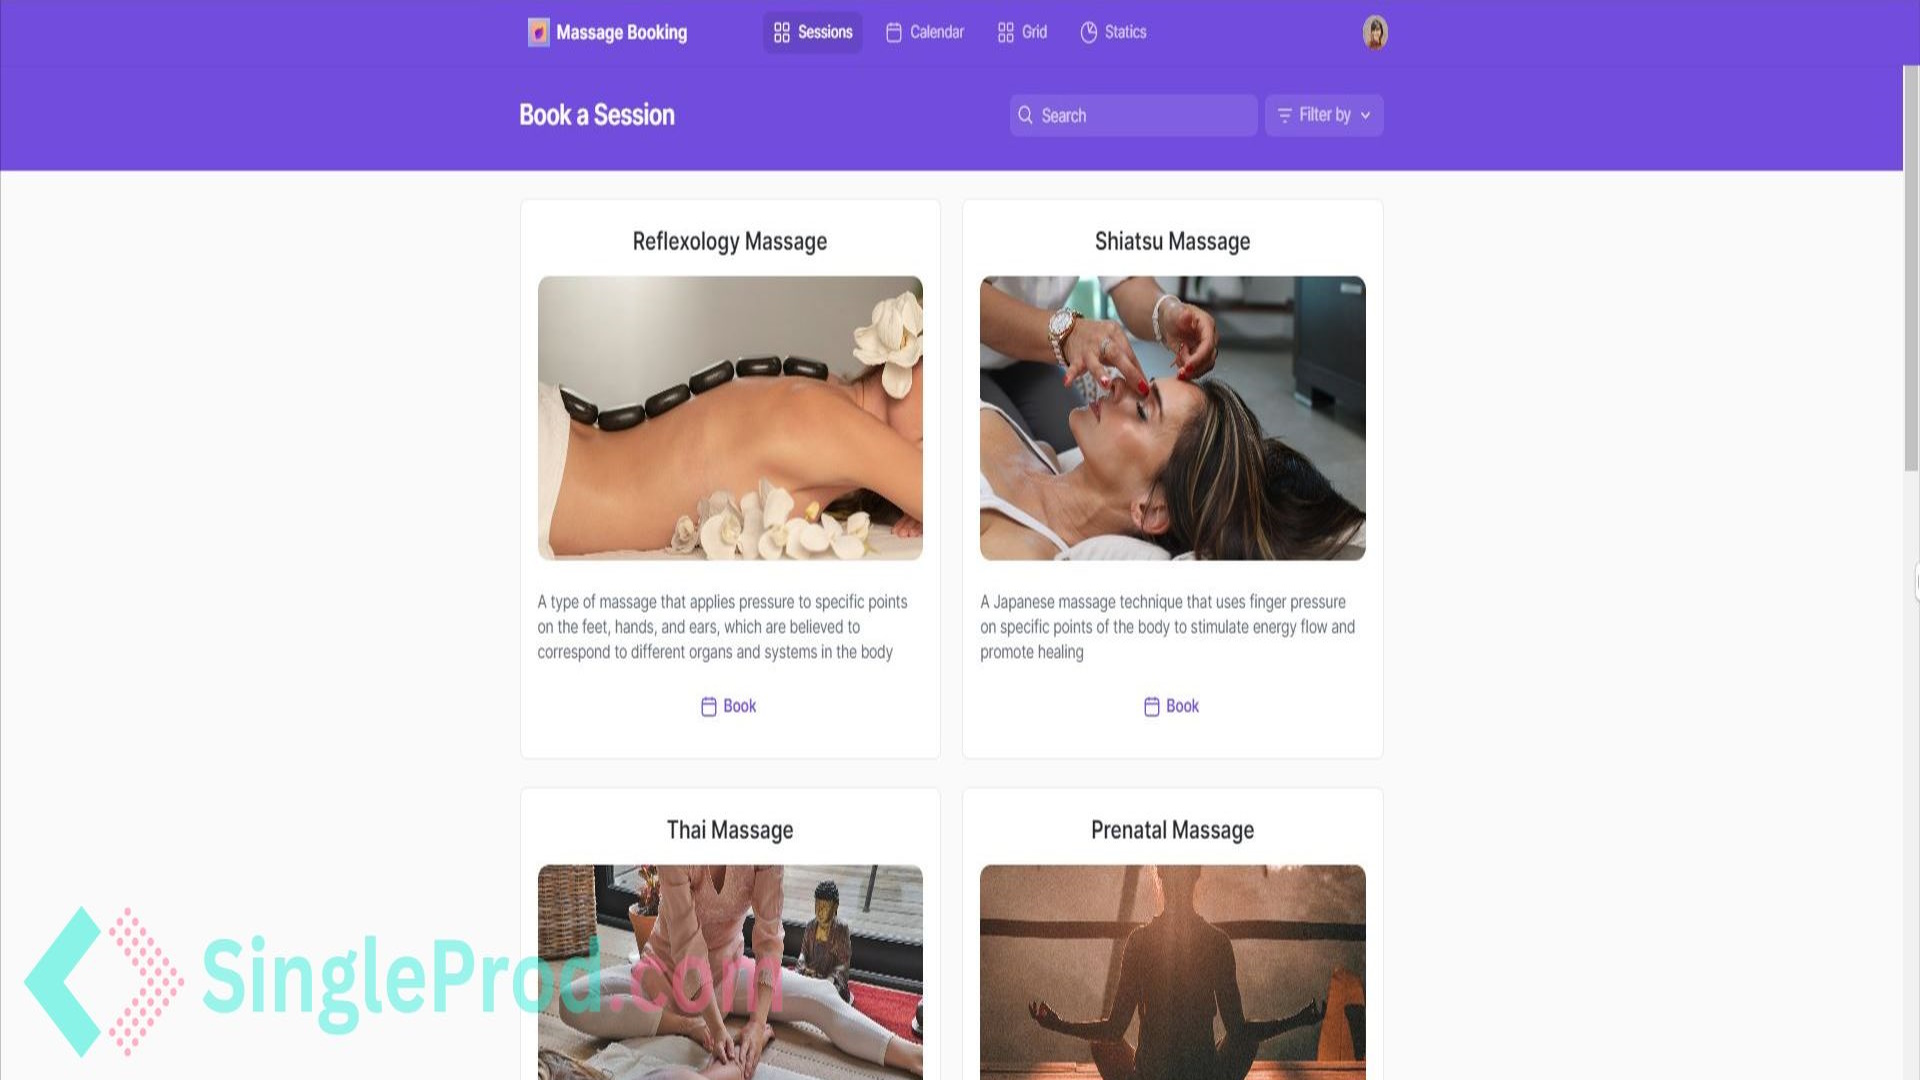 Massage Booking
Sessions
Calendar
Grid
Statics
Book a Session
Search
Filter by
Reflexology Massage
A type of massage that applies pressure to specific points
on the feet, hands, and ears, which are believed to
correspond to different organs and systems in the body
Book
Shiatsu Massage
A Japanese massage technique that uses finger pressure
on specific points of the body to stimulate energy flow and
promote healing
Book
Thai Massage
Prenatal Massage
SingleProd.com